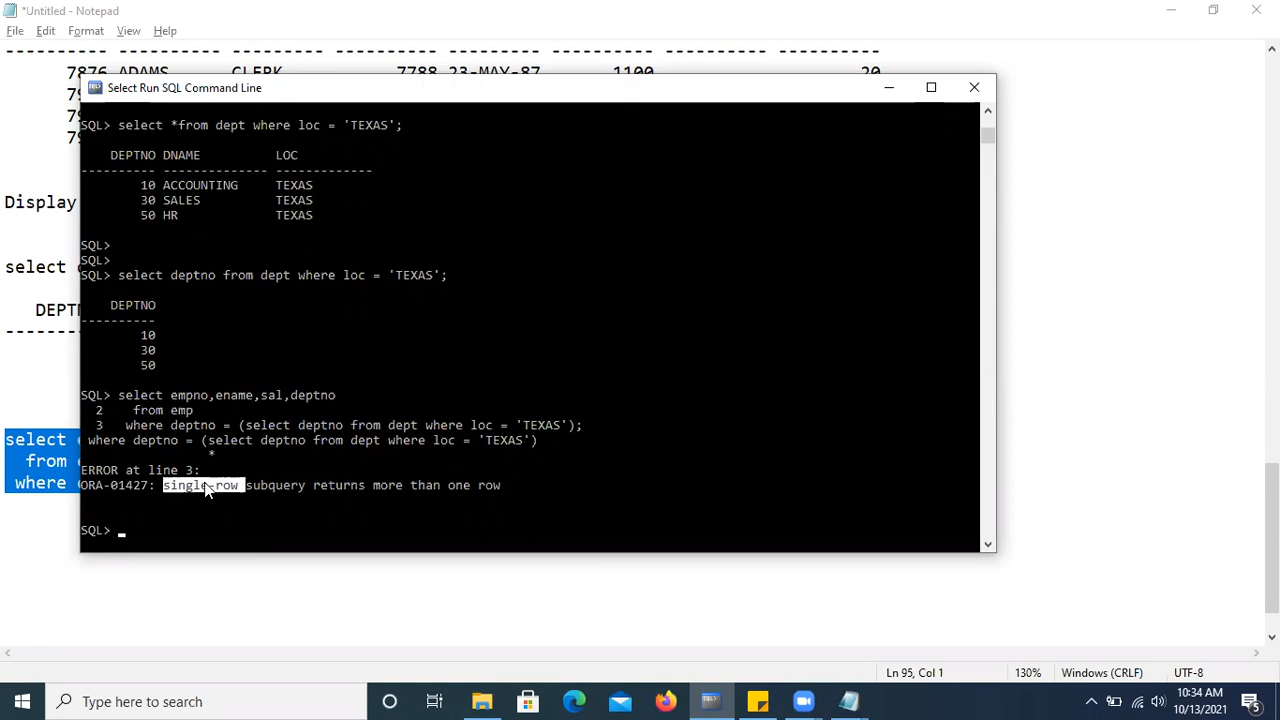 *Untitled - Notepad
File Edit Format View Help
---------- ---------- --------- ---------- --------- ---------- ---------- ----------
7876 ADAMS CLERK 7788 23-MAY-87 1100 20
Select Run SQL Command Line
SQL> select *from dept where loc = 'TEXAS';
DEPTNO DNAME LOC
---------- -------------- -------------
10 ACCOUNTING TEXAS
30 SALES TEXAS
50 HR TEXAS
Display
SQL>
SQL>
select
SQL> select deptno from dept where loc = 'TEXAS';
DEPTNO
----------
10
30
50
SQL> select empno,ename,sal,deptno
2 from emp
3 where deptno = (select deptno from dept where loc = 'TEXAS');
select
where deptno = (select deptno from dept where loc = 'TEXAS')
*
from
ERROR at line 3:
where
ORA-01427: single-row subquery returns more than one row
SQL>
Ln 95, Col 1 130% Windows (CRLF) UTF-8
Type here to search
10:34 AM
10/13/2021
5